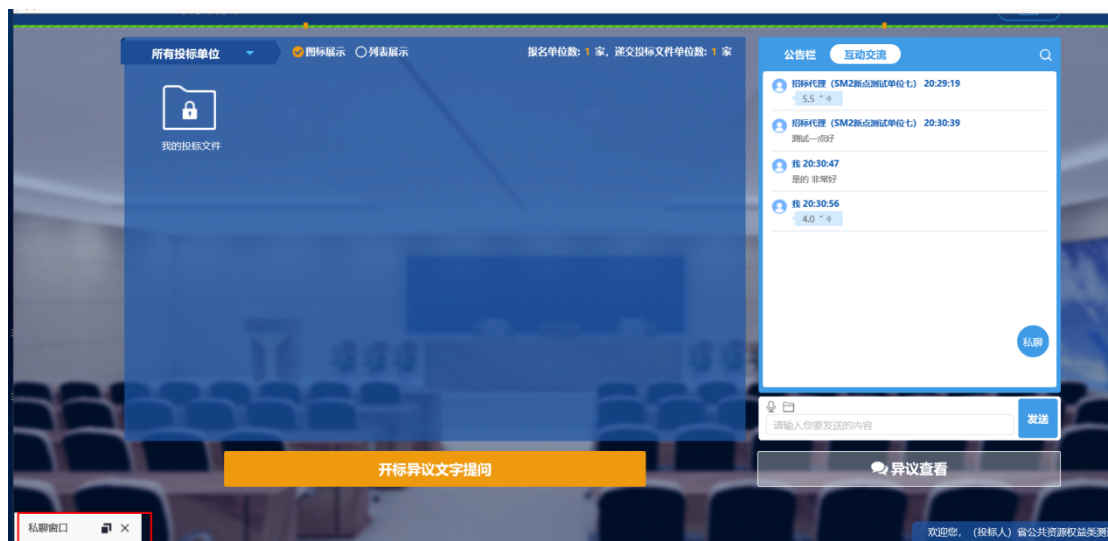 所有投标单位
图标展示 列表展示
报名单位数: 1 家, 递交投标文件单位数: 1 家
我的投标文件
公告栏 互动交流
招标代理 (SM2新点测试单位七) 20:29:19
5.5 "
招标代理 (SM2新点测试单位七) 20:30:39
测试一点好
我 20:30:47
是的 非常好
我 20:30:56
4.0 "
私聊
请输入您要发送的内容
发送
开标异议文字提问
异议查看
私聊窗口
欢迎您, (投标人) 省公共资源权益类测